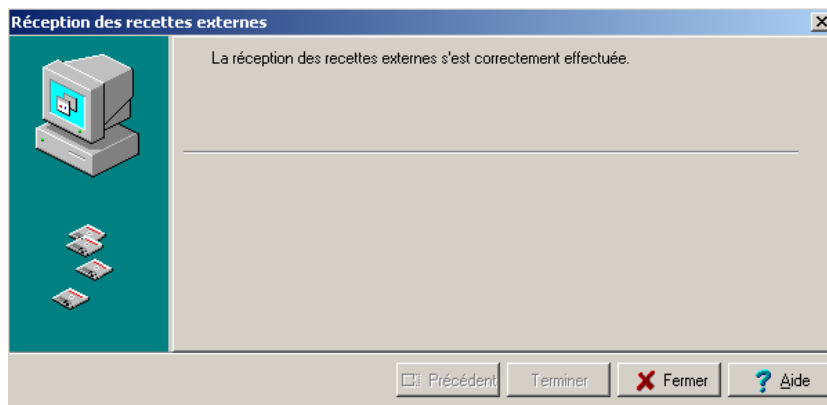 Réception des recettes externes
La réception des recettes externes s'est correctement effectuée.
Précédent
Terminer
Fermer
Aide